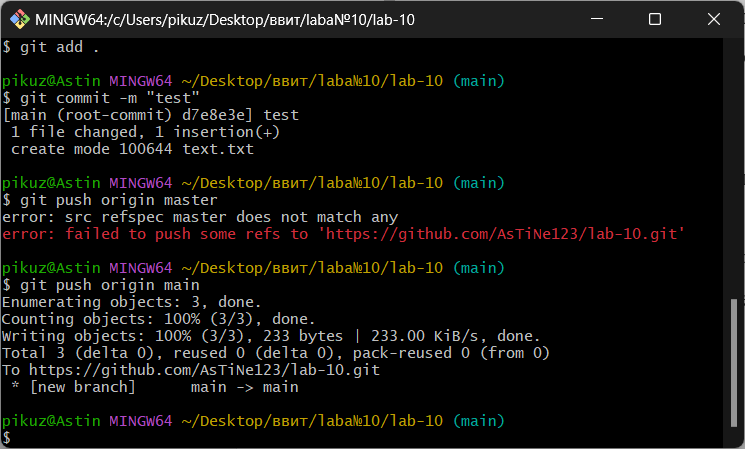 MINGW64:/c/Users/pikuz/Desktop/ввит/laba№10/lab-10
$ git add .
pikuz@Astin MINGW64 ~/Desktop/ввит/laba№10/lab-10 (main)
$ git commit -m "test"
[main (root-commit) d7e8e3e] test
 1 file changed, 1 insertion(+)
 create mode 100644 text.txt
pikuz@Astin MINGW64 ~/Desktop/ввит/laba№10/lab-10 (main)
$ git push origin master
error: src refspec master does not match any
error: failed to push some refs to 'https://github.com/AsTiNe123/lab-10.git'
pikuz@Astin MINGW64 ~/Desktop/ввит/laba№10/lab-10 (main)
$ git push origin main
Enumerating objects: 3, done.
Counting objects: 100% (3/3), done.
Writing objects: 100% (3/3), 233 bytes | 233.00 KiB/s, done.
Total 3 (delta 0), reused 0 (delta 0), pack-reused 0 (from 0)
To https://github.com/AsTiNe123/lab-10.git
 * [new branch]      main -> main
pikuz@Astin MINGW64 ~/Desktop/ввит/laba№10/lab-10 (main)
$